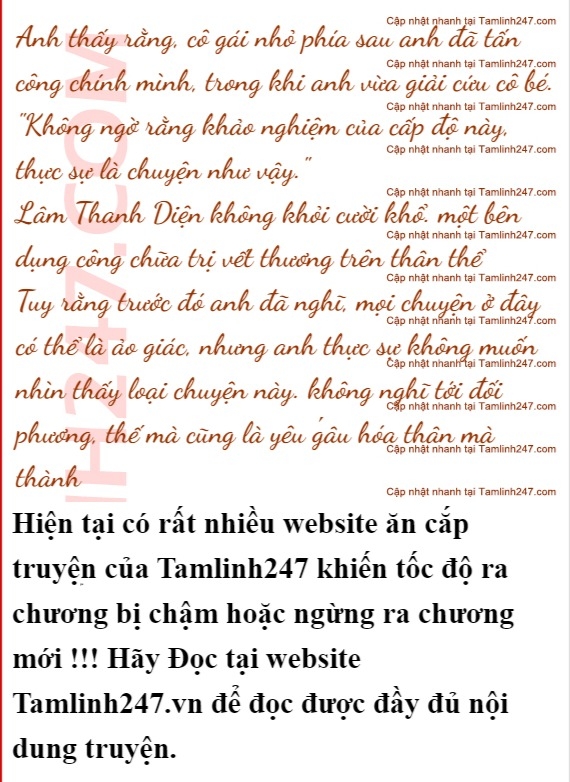 Cập nhật nhanh tại Tamlinh247.com
Anh thấy rằng, cô gái nhỏ phía sau anh đã tấn
Cập nhật nhanh tại Tamlinh247.com
công chính mình, trong khi anh vừa giải cứu cô bé.
Cập nhật nhanh tại Tamlinh247.com
"Không ngờ rằng khảo nghiệm của cấp độ này,
Cập nhật nhanh tại Tamlinh247.com
thực sự là chuyện như vậy."
Cập nhật nhanh tại Tamlinh247.com
Lâm Thanh Diện không khỏi cười khổ. một bên
Cập nhật nhanh tại Tamlinh247.com
dụng công chữa trị vết thương trên thân thể
Cập nhật nhanh tại Tamlinh247.com
Tuy rằng trước đó anh đã nghĩ, mọi chuyện ở đây
Cập nhật nhanh tại Tamlinh247.com
có thể là ảo giác, nhưng anh thực sự không muốn
Cập nhật nhanh tại Tamlinh247.com
nhìn thấy loại chuyện này. không nghĩ tới đối
Cập nhật nhanh tại Tamlinh247.com
phương, thế mà cũng là yêu gấu hóa thân mà
Cập nhật nhanh tại Tamlinh247.com
thành
Cập nhật nhanh tại Tamlinh247.com
H247.COM
Hiện tại có rất nhiều website ăn cắp
truyện của Tamlinh247 khiến tốc độ ra
chương bị chậm hoặc ngừng ra chương
mới !!! Hãy Đọc tại website
Tamlinh247.vn để đọc được đầy đủ nội
dung truyện.